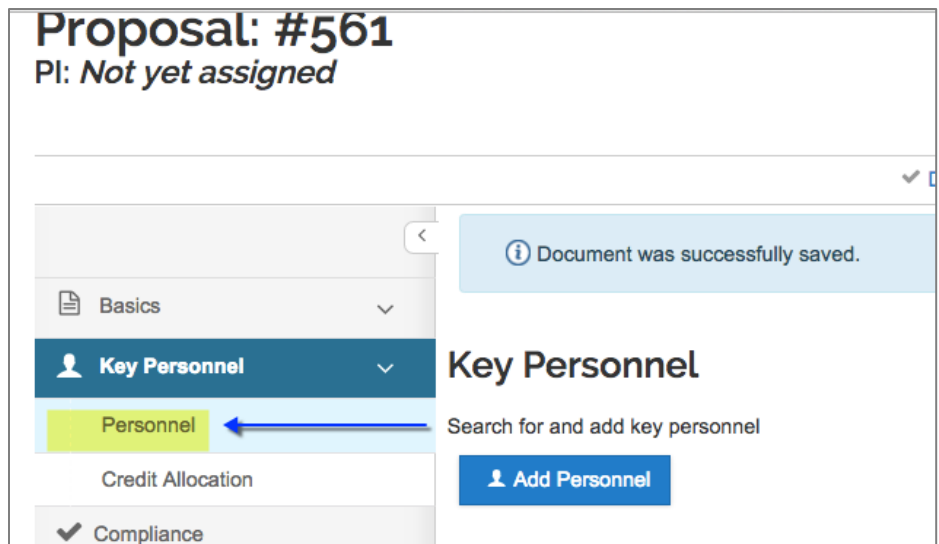 Proposal: #561
PI: Not yet assigned
Document was successfully saved.
Basics
Key Personnel
Personnel
Credit Allocation
Compliance
Key Personnel
Search for and add key personnel
Add Personnel